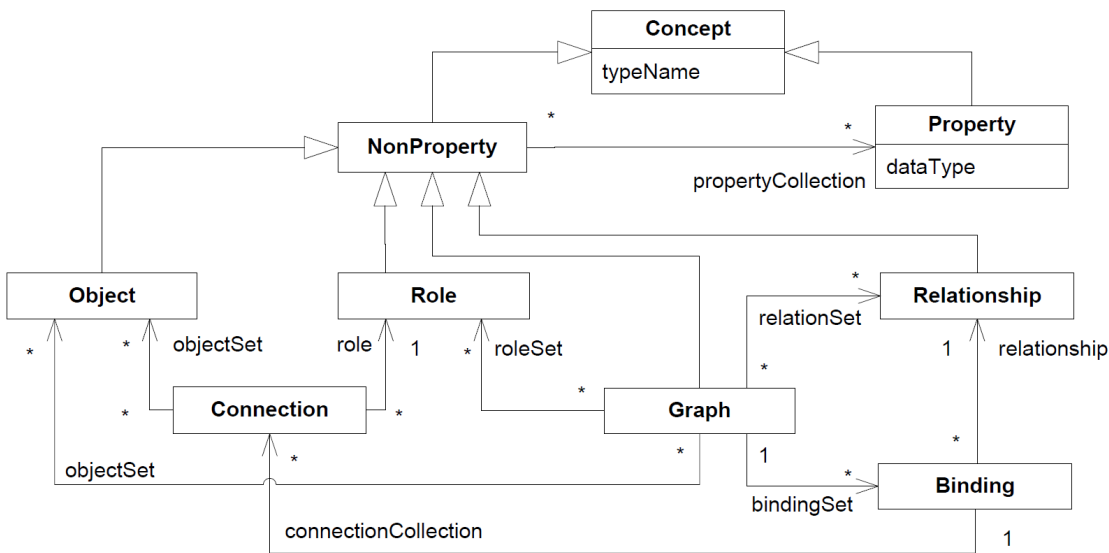 Concept
typeName
NonProperty
*
*
propertyCollection
Property
dataType
Object
Role
Relationship
*
objectSet
*
role
1
*
roleSet
*
relationSet
*
1
relationship
*
Connection
*
*
Graph
*
1
*
objectSet
*
*
bindingSet
Binding
connectionCollection
1